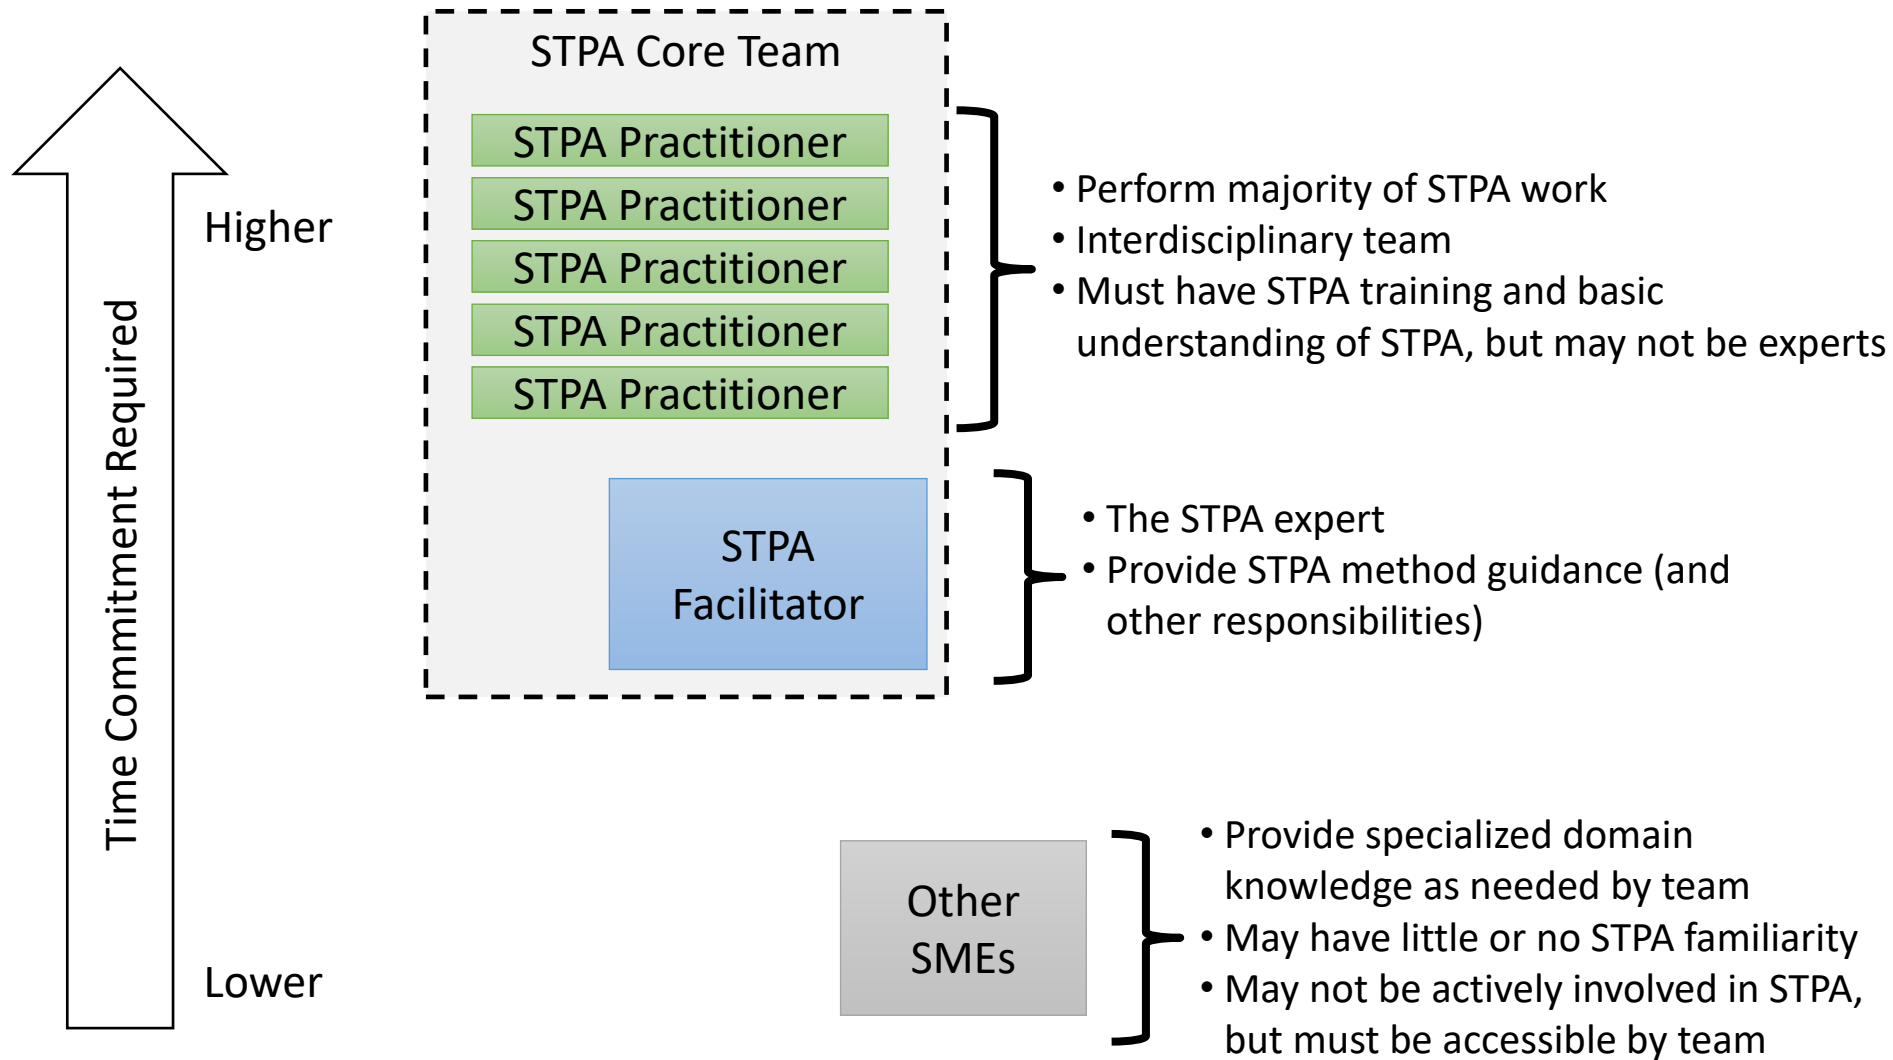 STPA Core Team
STPA Practitioner
STPA Practitioner
STPA Practitioner
STPA Practitioner
STPA Practitioner
• Perform majority of STPA work
• Interdisciplinary team
• Must have STPA training and basic
understanding of STPA, but may not be experts
Higher
Time Commitment Required
STPA
Facilitator
• The STPA expert
• Provide STPA method guidance (and
other responsibilities)
Other
SMEs
• Provide specialized domain
knowledge as needed by team
• May have little or no STPA familiarity
• May not be actively involved in STPA,
but must be accessible by team
Lower